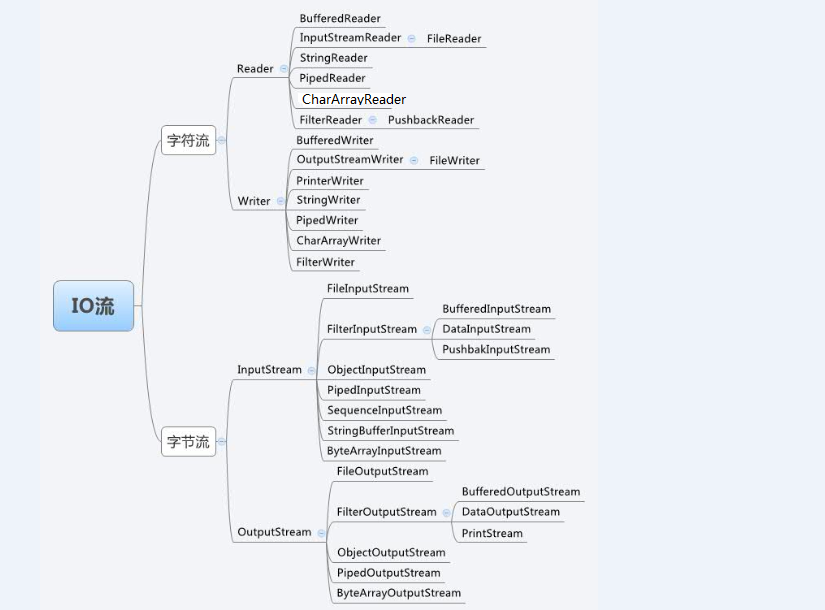 IO流
字符流
Reader
BufferedReader
InputStreamReader
FileReader
StringReader
PipedReader
CharArrayReader
FilterReader
PushbackReader
Writer
BufferedWriter
OutputStreamWriter
FileWriter
PrinterWriter
StringWriter
PipedWriter
CharArrayWriter
FilterWriter
字节流
InputStream
FileInputStream
FilterInputStream
BufferedInputStream
DataInputStream
PushbakInputStream
ObjectInputStream
PipedInputStream
SequenceInputStream
StringBufferInputStream
ByteArrayInputStream
OutputStream
FileOutputStream
FilterOutputStream
BufferedOutputStream
DataOutputStream
PrintStream
ObjectOutputStream
PipedOutputStream
ByteArrayOutputStream